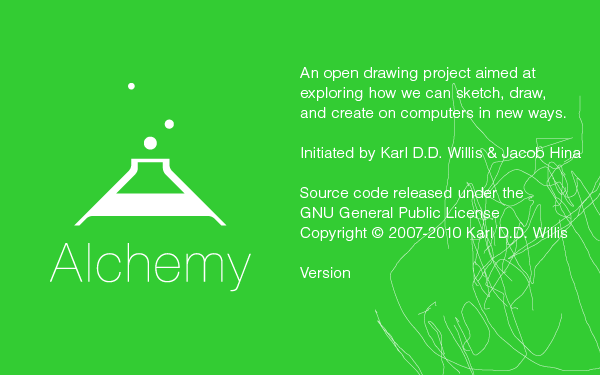 Alchemy
An open drawing project aimed at
exploring how we can sketch, draw,
and create on computers in new ways.
Initiated by Karl D.D. Willis & Jacob Hina
Source code released under the
GNU General Public License
Copyright © 2007-2010 Karl D.D. Willis
Version